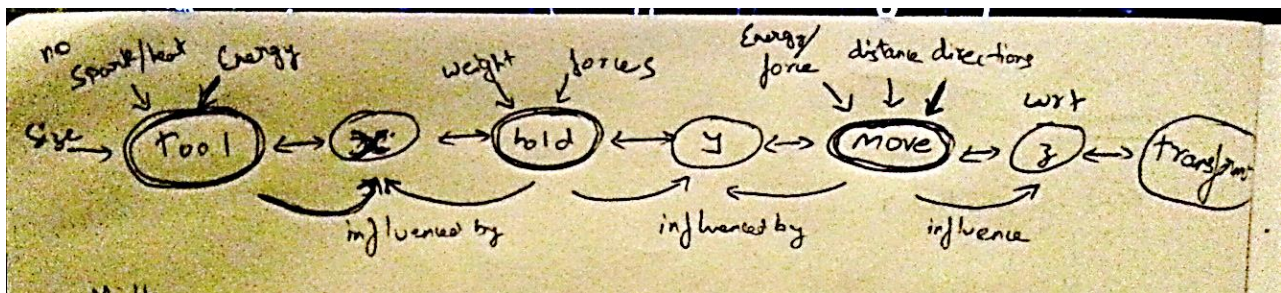 no
spark/heat Energy
weight forces
Energy/
force
distance directions
wrt
size
tool
x
hold
y
move
z
influenced by
influenced by
influence